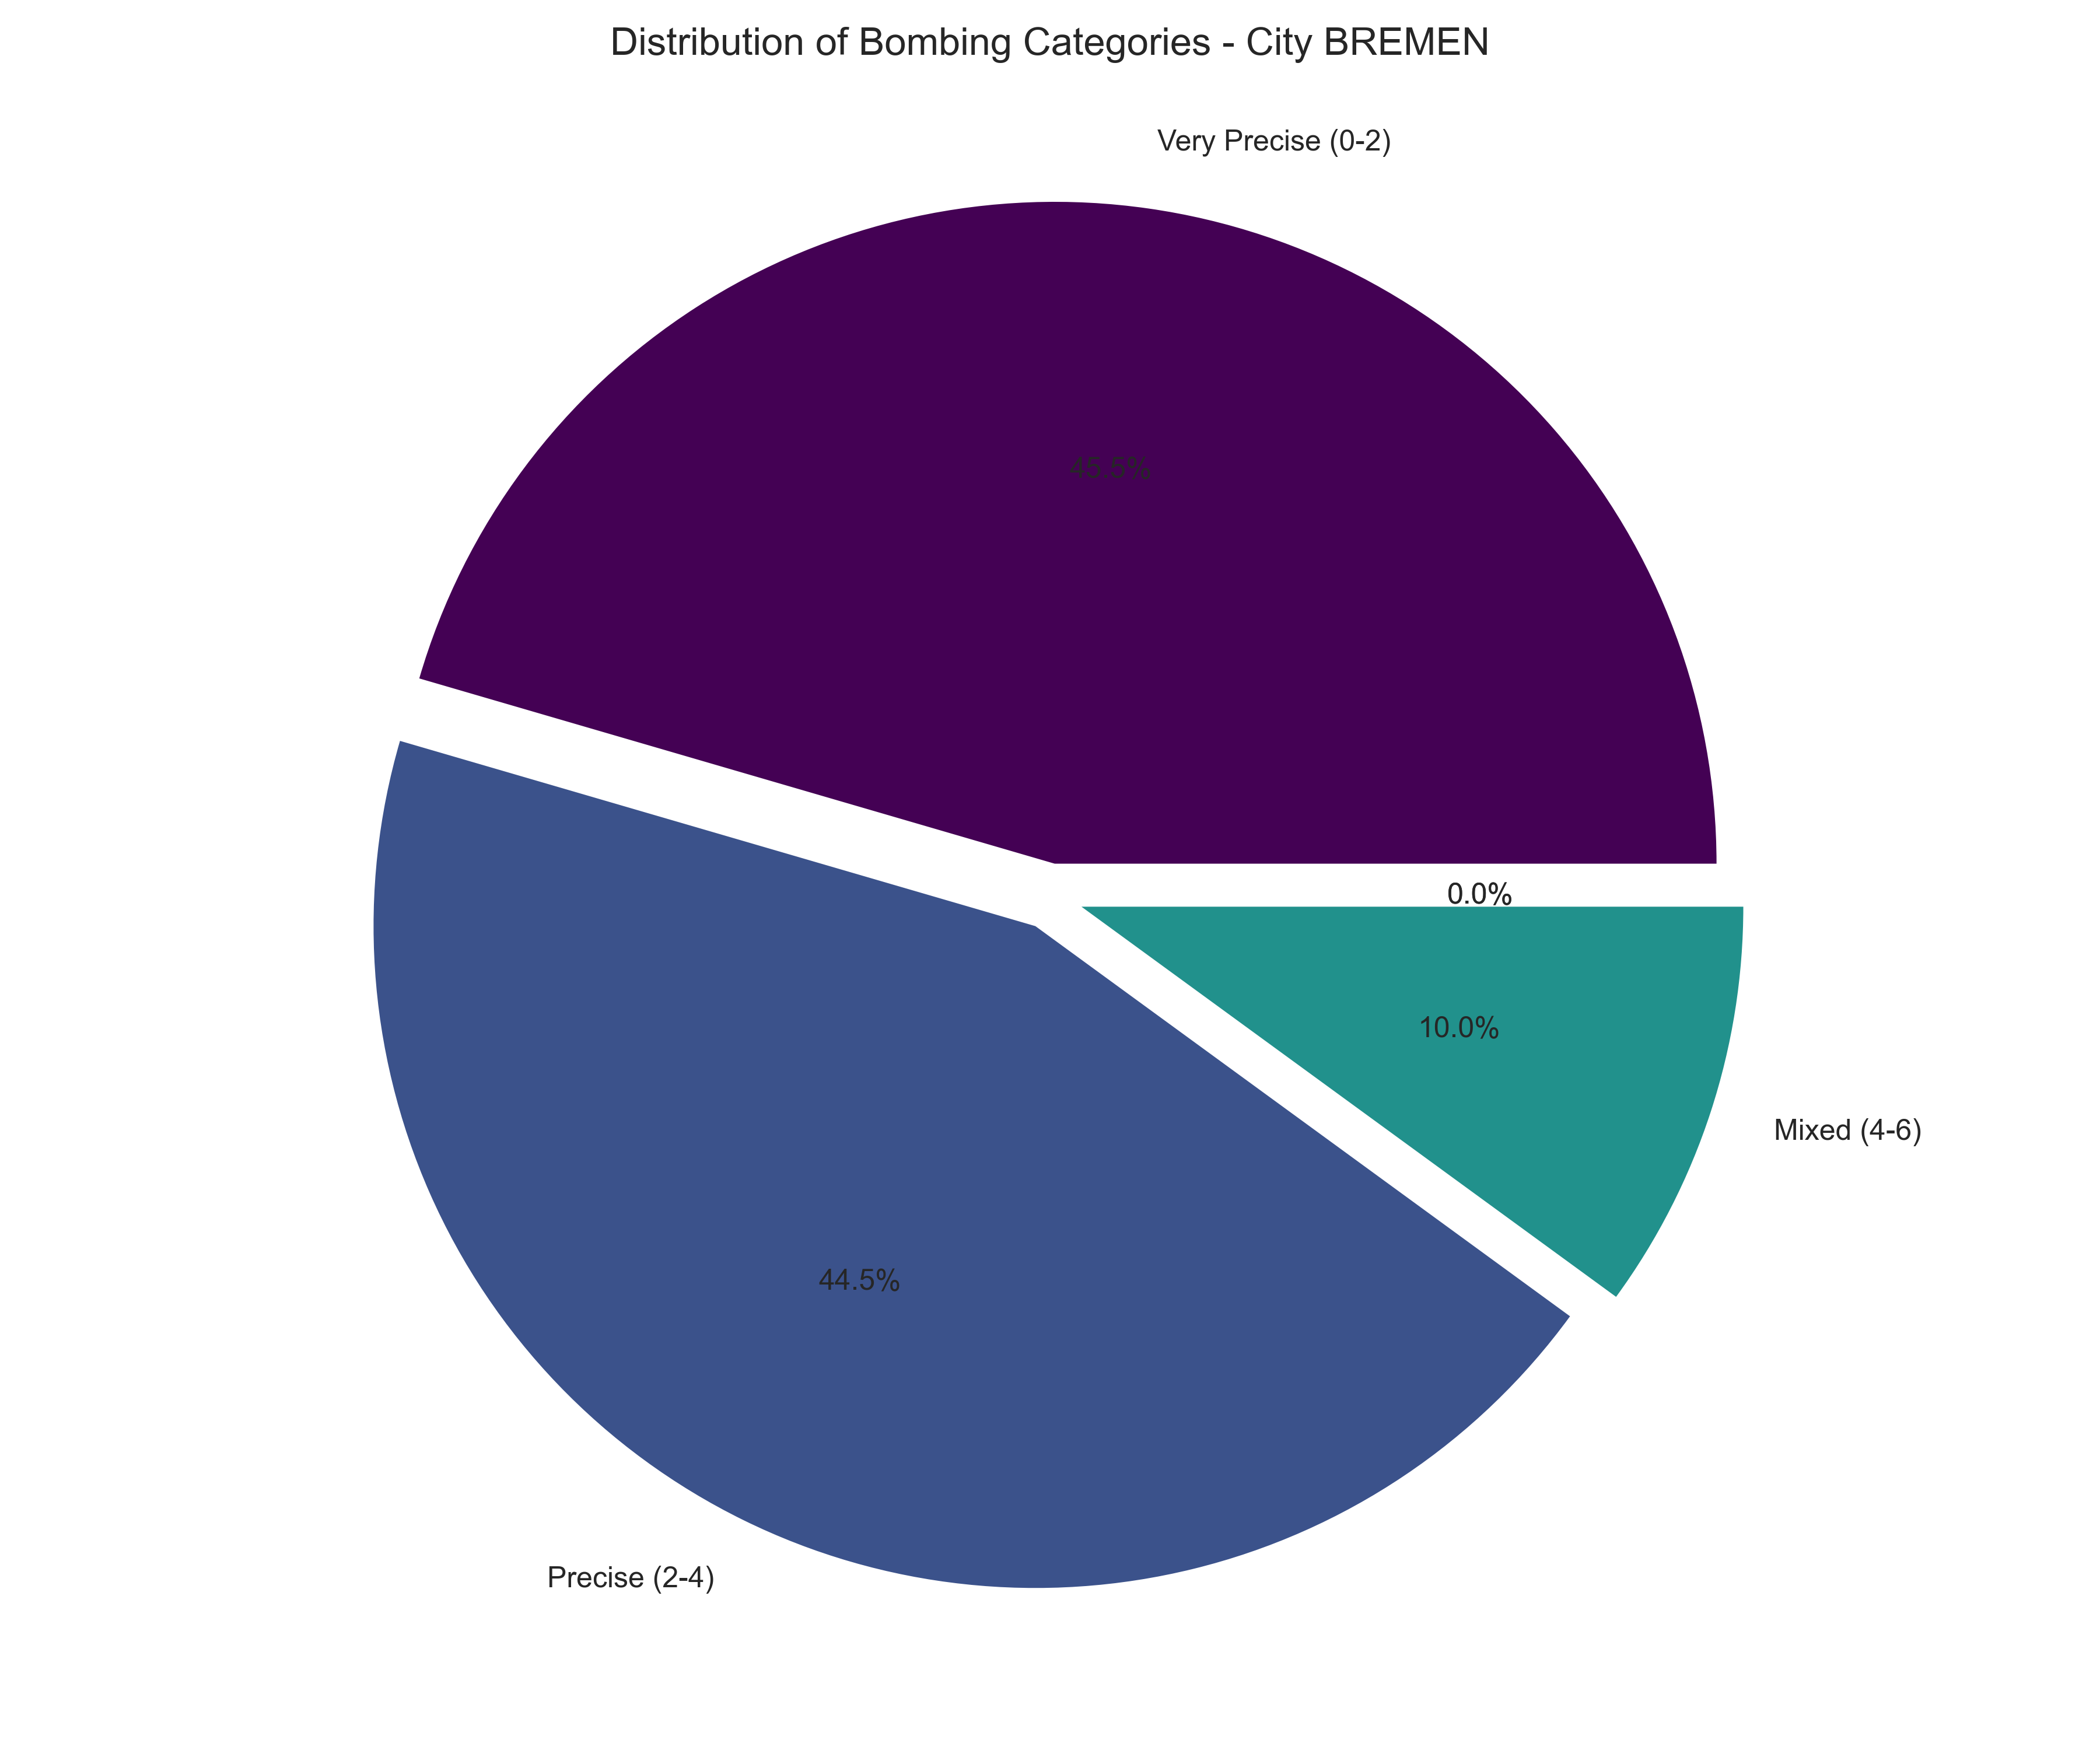 Distribution of Bombing Categories - City BREMEN
Very Precise (0-2)
45.5%
0.0%
10.0%
Mixed (4-6)
44.5%
Precise (2-4)